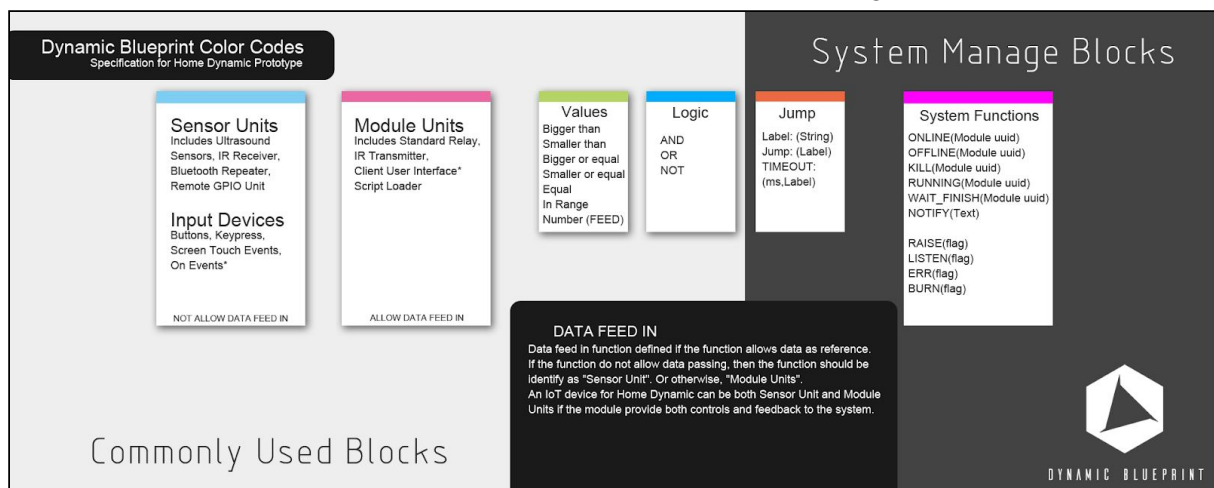 Dynamic Blueprint Color Codes
Specification for Home Dynamic Prototype
System Manage Blocks
Sensor Units
Includes Ultrasound
Sensors, IR Receiver,
Bluetooth Repeater,
Remote GPIO Unit
Input Devices
Buttons, Keypress,
Screen Touch Events,
On Events*
NOT ALLOW DATA FEED IN
Module Units
Includes Standard Relay,
IR Transmitter,
Client User Interface*
Script Loader
ALLOW DATA FEED IN
Values
Bigger than
Smaller than
Bigger or equal
Smaller or equal
Equal
In Range
Number (FEED)
Logic
AND
OR
NOT
Jump
Label: (String)
Jump: (Label)
TIMEOUT:
(ms,Label)
System Functions
ONLINE(Module uuid)
OFFLINE(Module uuid)
KILL(Module uuid)
RUNNING(Module uuid)
WAIT_FINISH(Module uuid)
NOTIFY(Text)
RAISE(flag)
LISTEN(flag)
ERR(flag)
BURN(flag)
DATA FEED IN
Data feed in function defined if the function allows data as reference.
If the function do not allow data passing, then the function should be
identify as "Sensor Unit". Or otherwise, "Module Units".
An IoT device for Home Dynamic can be both Sensor Unit and Module
Units if the module provide both controls and feedback to the system.
Commonly Used Blocks
DYNAMIC BLUEPRINT